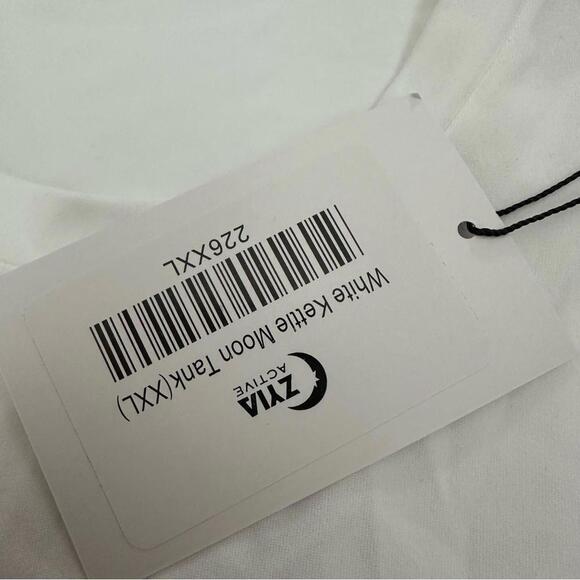 ZYIA
ACTIVE
White Kettle Moon Tank(XXL)
226XXL